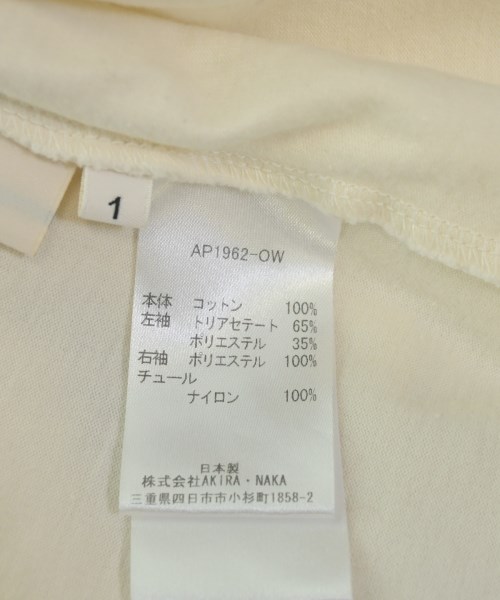 1
AP1962-OW
本体 コットン 100%
左袖 トリアセテート 65%
ポリエステル 35%
右袖 ポリエステル 100%
チュール
ナイロン 100%
日本製
株式会社AKIRA・NAKA
三重県四日市市小杉町1858-2